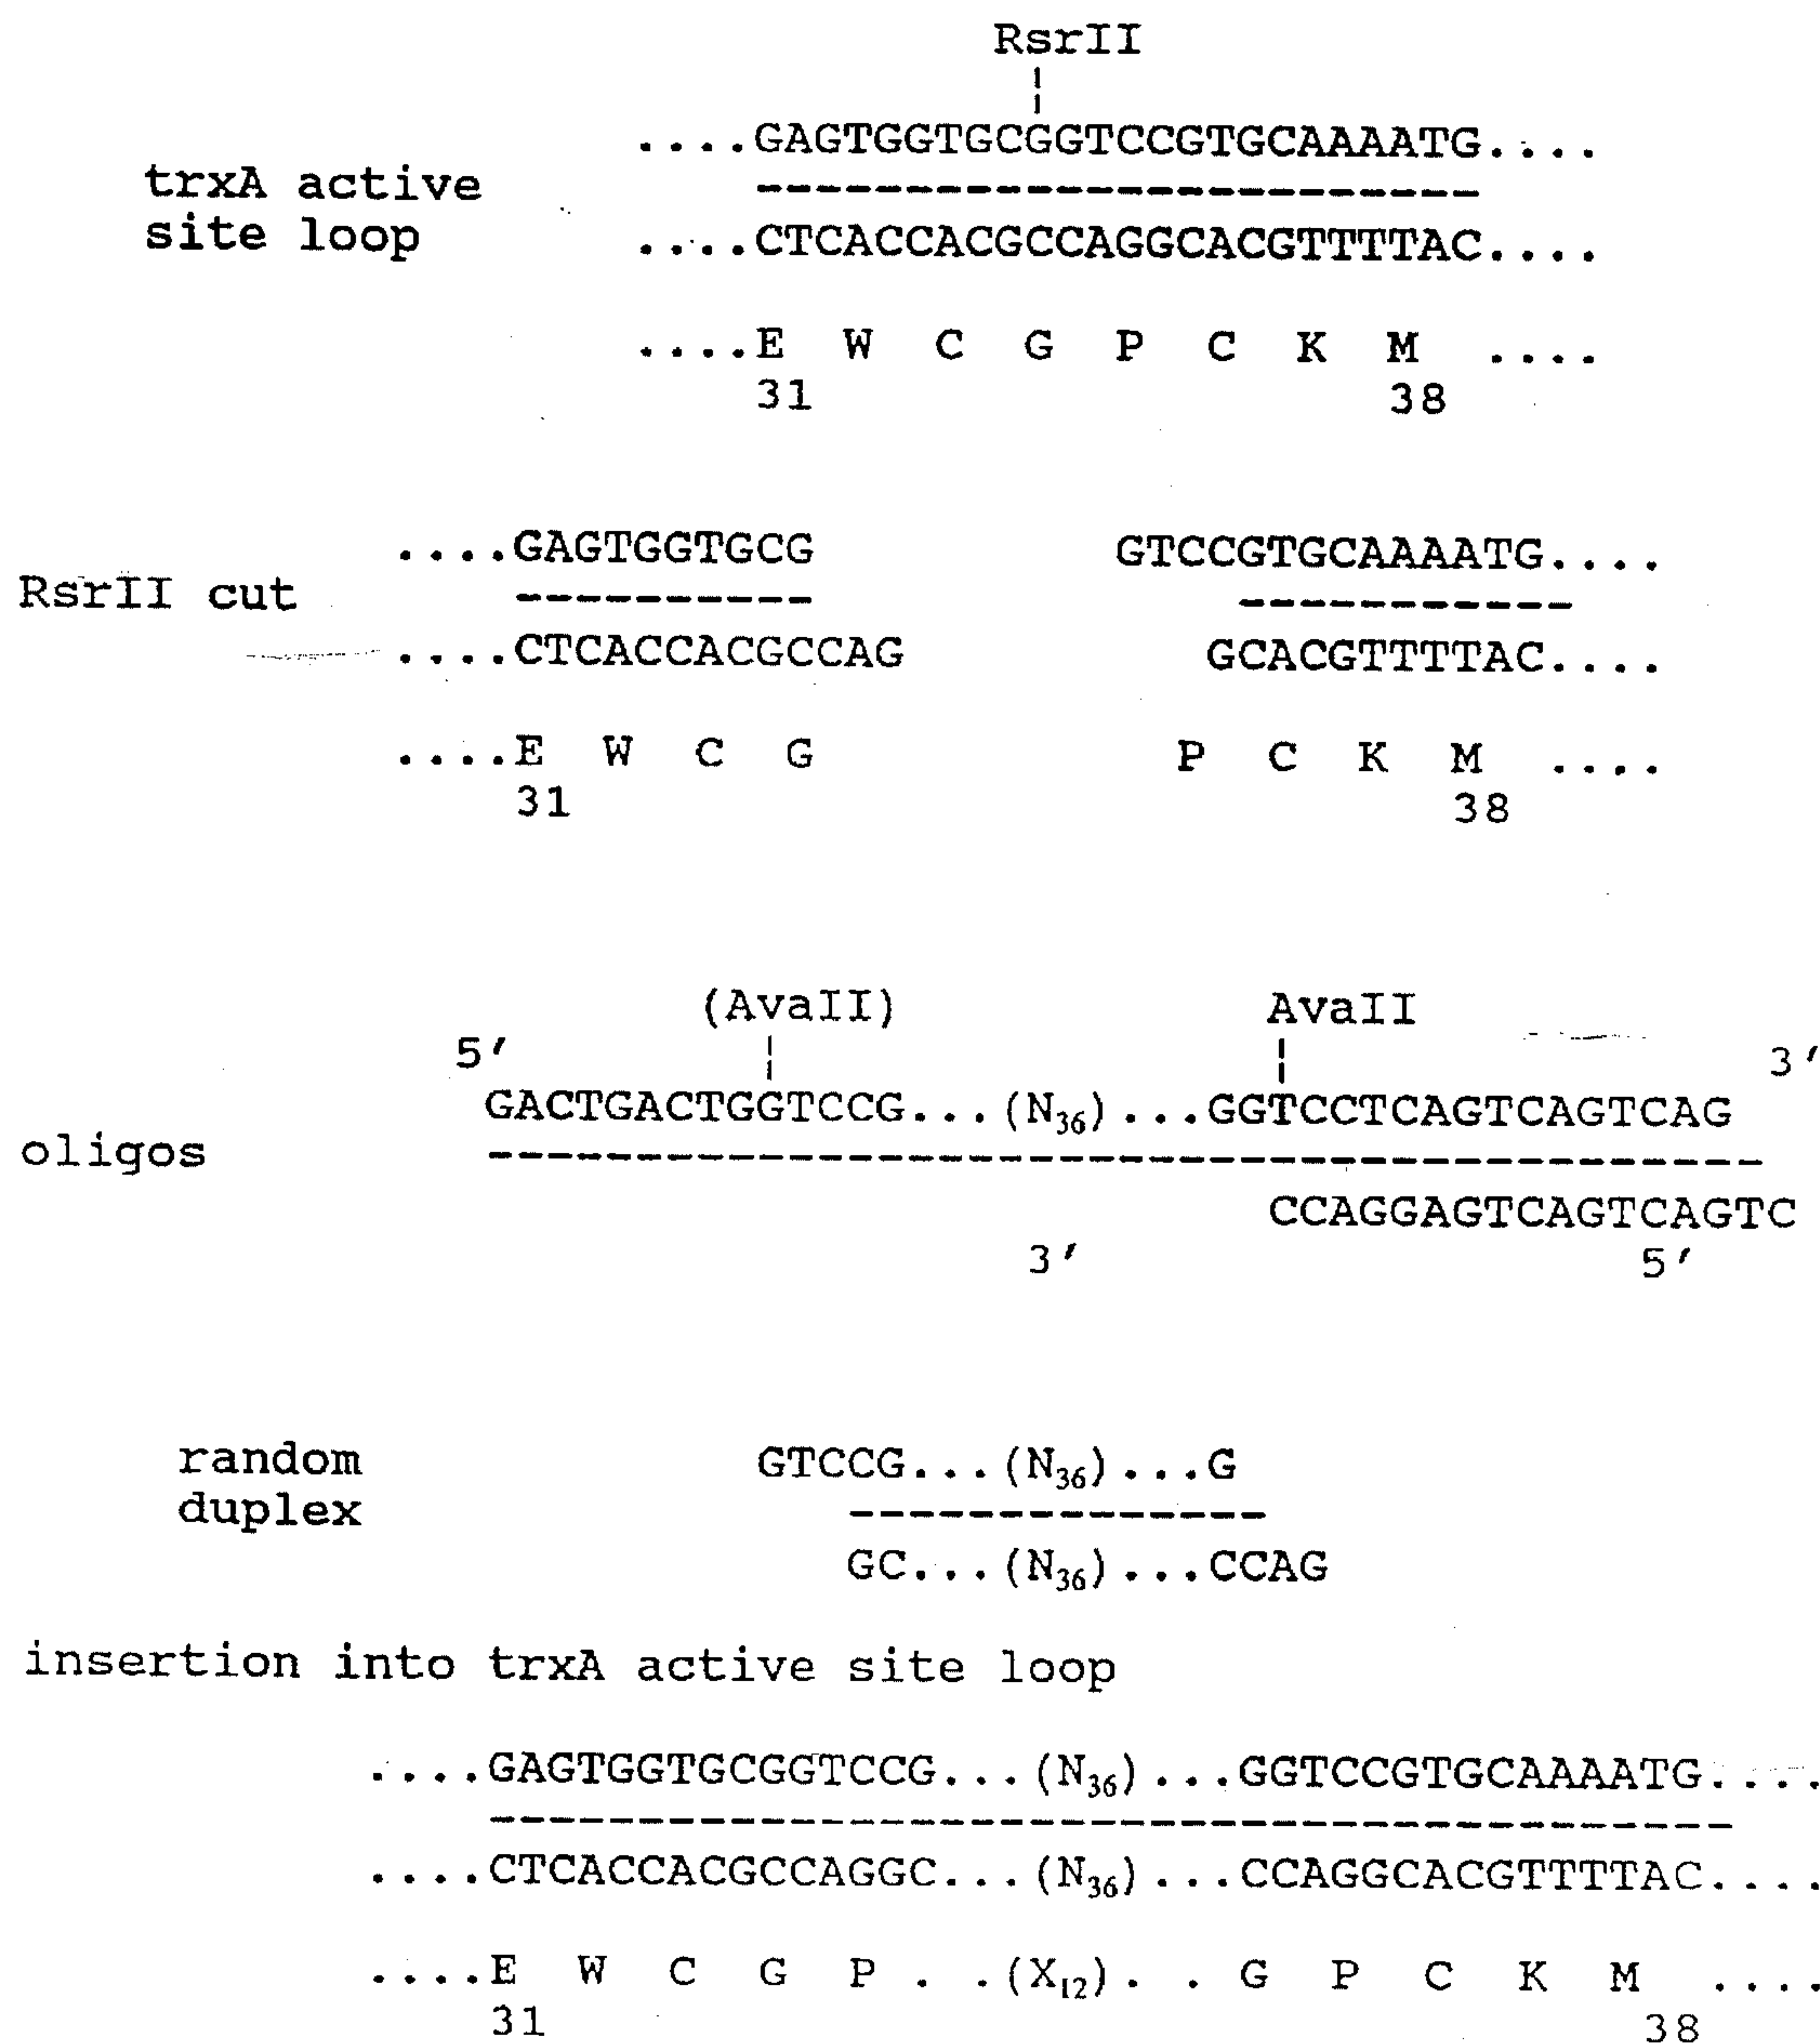 RsrII
....GAGTGGTGCGGTCCGTGCAAAATG....
trxA active
site loop
....CTCACCACGCCAGGCACGTTTTAC....
....E W C G P C K M ....
31 38
....GAGTGGTGCG GTCCGTGCAAAATG....
RsrII cut
....CTCACCACGCCAG GCACGTTTTAC....
....E W C G P C K M ....
31 38
(AvaII) AvaII
5' 3'
GACTGACTGGTCCG...(N36)...GGTCCTCAGTCAGTCAG
oligos
CCAGGAGTCAGTCAGTC
3' 5'
random
duplex
GTCCG...(N36)...G
GC...(N36)...CCAG
insertion into trxA active site loop
....GAGTGGTGCGGTCCG...(N36)...GGTCCGTGCAAAATG....
....CTCACCACGCCAGGC...(N36)...CCAGGCACGTTTTAC....
....E W C G P . .(X12). . G P C K M ....
31 38